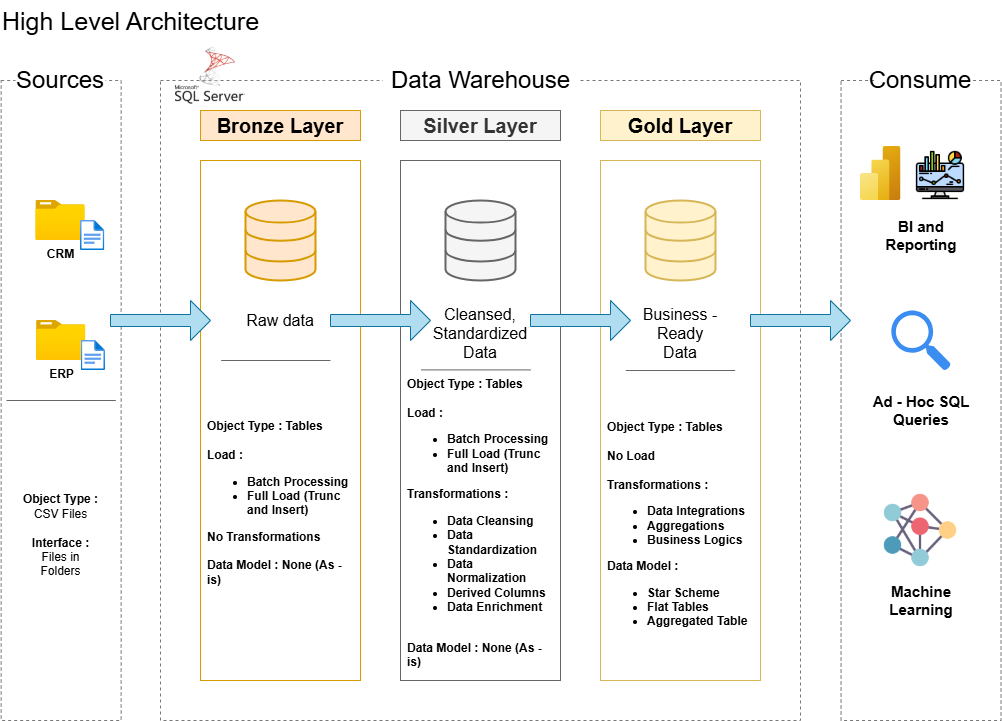 High Level Architecture
Sources
CRM
ERP
Object Type :
CSV Files
Interface :
Files in
Folders
Microsoft
SQL Server
Data Warehouse
Bronze Layer
Raw data
Object Type : Tables
Load :
• Batch Processing
• Full Load (Trunc
and Insert)
No Transformations
Data Model : None (As -
is)
Silver Layer
Cleansed,
Standardized
Data
Object Type : Tables
Load :
• Batch Processing
• Full Load (Trunc
and Insert)
Transformations :
• Data Cleansing
• Data
Standardization
• Data
Normalization
• Derived Columns
• Data Enrichment
Data Model : None (As -
is)
Gold Layer
Business -
Ready
Data
Object Type : Tables
No Load
Transformations :
• Data Integrations
• Aggregations
• Business Logics
Data Model :
• Star Scheme
• Flat Tables
• Aggregated Table
Consume
BI and
Reporting
Ad - Hoc SQL
Queries
Machine
Learning